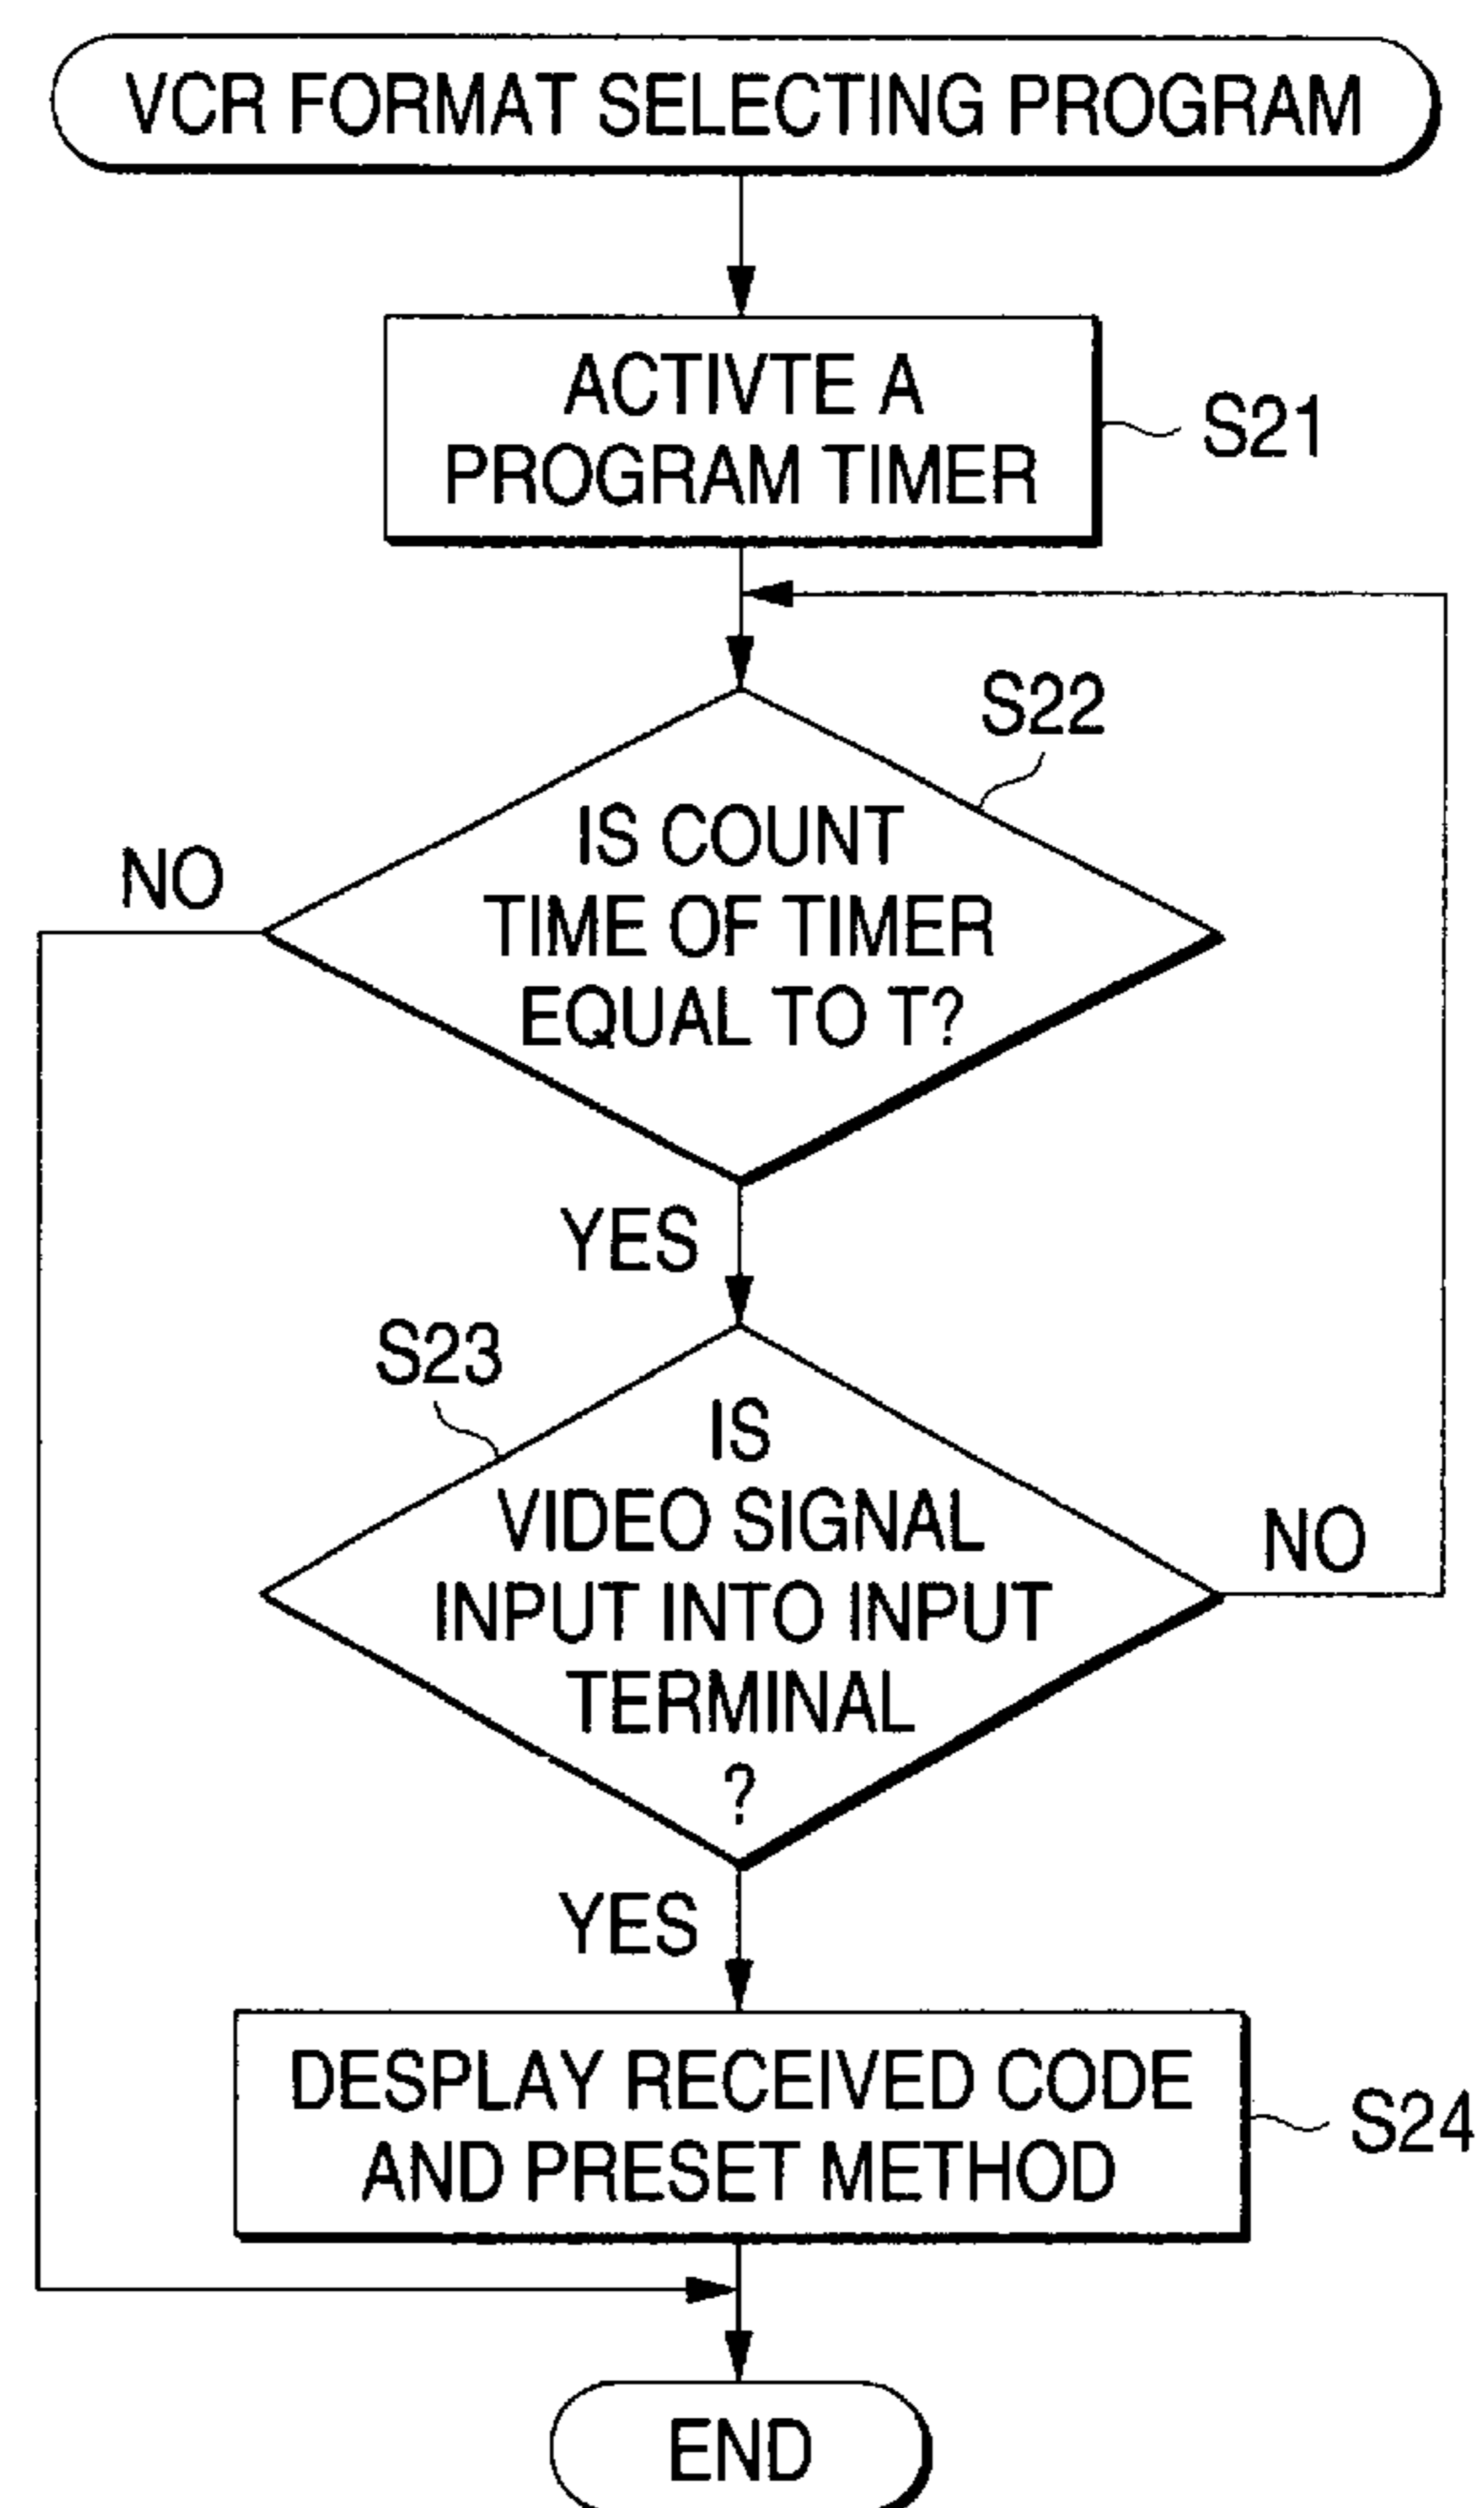 VCR FORMAT SELECTING PROGRAM
ACTIVTE A
PROGRAM TIMER
S21
S22
IS COUNT
TIME OF TIMER
EQUAL TO T?
NO
YES
S23
IS
VIDEO SIGNAL
INPUT INTO INPUT
TERMINAL
?
NO
YES
DESPLAY RECEIVED CODE
AND PRESET METHOD
S24
END